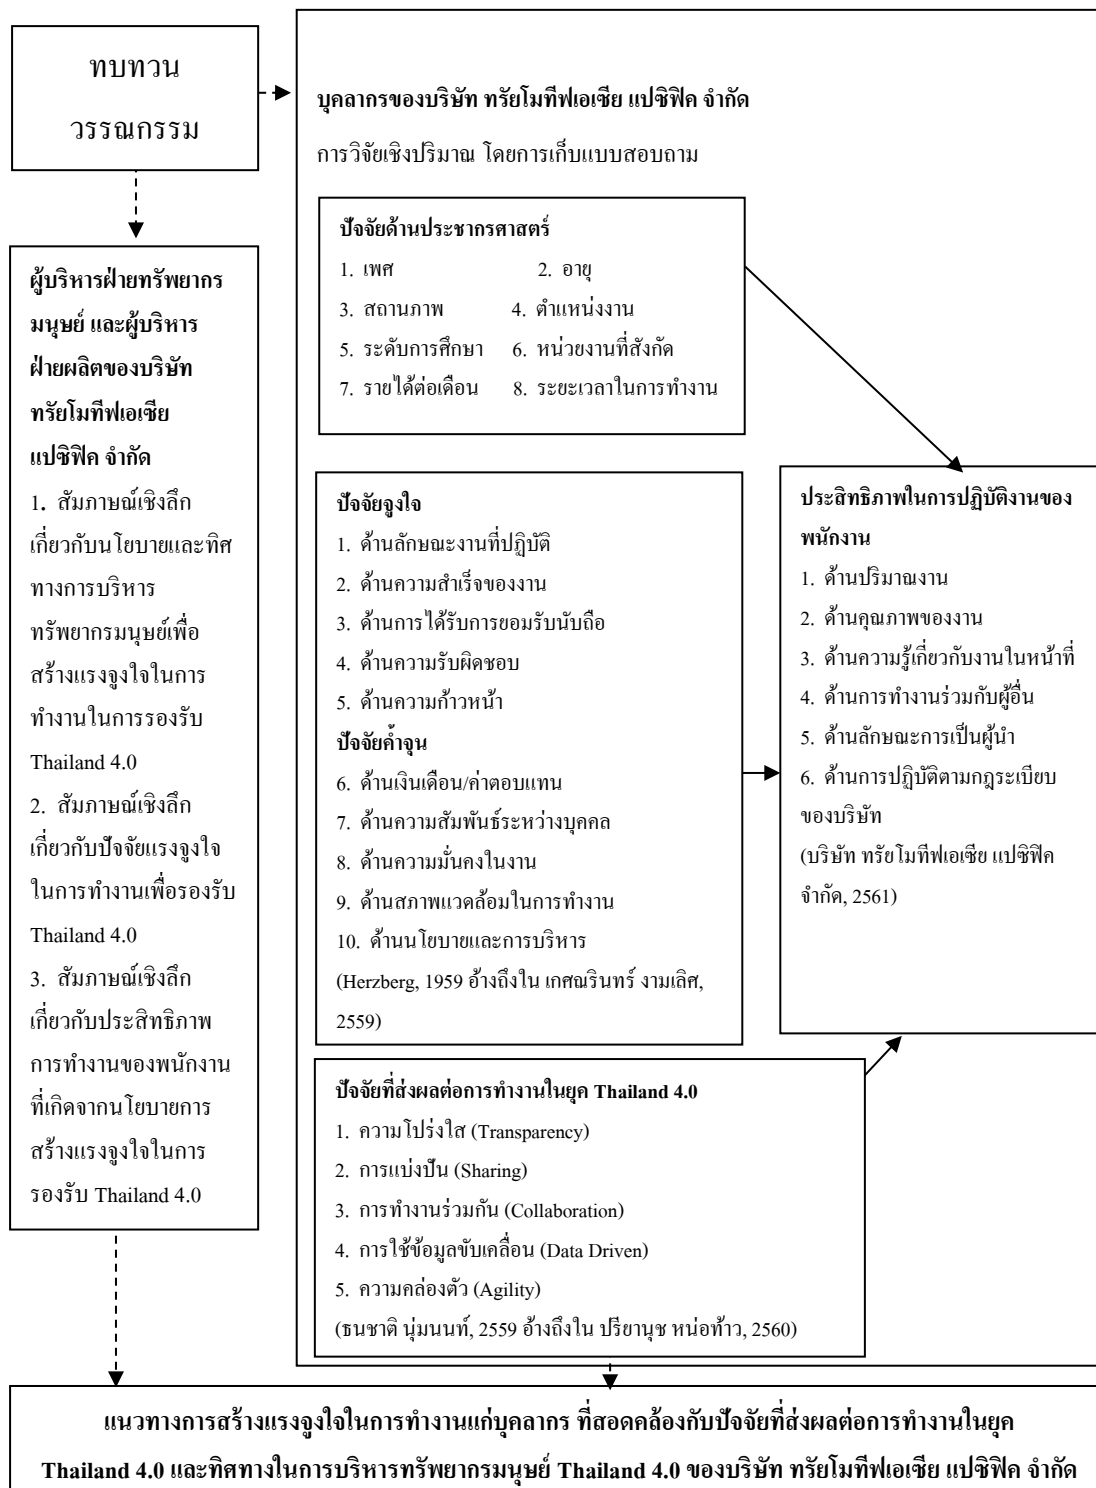 ทบทวน
วรรณกรรม
บุคลากรของบริษัท ทรัยโมทีฟเอเซีย แปซิฟิค จำกัด
การวิจัยเชิงปริมาณ โดยการเก็บแบบสอบถาม
ปัจจัยด้านประชากรศาสตร์
1. เพศ 2. อายุ
3. สถานภาพ 4. ตำแหน่งงาน
5. ระดับการศึกษา 6. หน่วยงานที่สังกัด
7. รายได้ต่อเดือน 8. ระยะเวลาในการทำงาน
ผู้บริหารฝ่ายทรัพยากร
มนุษย์ และผู้บริหาร
ฝ่ายผลิตของบริษัท
ทรัยโมทีฟเอเซีย
แปซิฟิค จำกัด
1. สัมภาษณ์เชิงลึก
เกี่ยวกับนโยบายและทิศ
ทางการบริหาร
ทรัพยากรมนุษย์เพื่อ
สร้างแรงจูงใจในการ
ทำงานในการรองรับ
Thailand 4.0
2. สัมภาษณ์เชิงลึก
เกี่ยวกับปัจจัยแรงจูงใจ
ในการทำงานเพื่อรองรับ
Thailand 4.0
3. สัมภาษณ์เชิงลึก
เกี่ยวกับประสิทธิภาพ
การทำงานของพนักงาน
ที่เกิดจากนโยบายการ
สร้างแรงจูงใจในการ
รองรับ Thailand 4.0
ปัจจัยจูงใจ
1. ด้านลักษณะงานที่ปฏิบัติ
2. ด้านความสำเร็จของงาน
3. ด้านการได้รับการยอมรับนับถือ
4. ด้านความรับผิดชอบ
5. ด้านความก้าวหน้า
ปัจจัยค้ำจุน
6. ด้านเงินเดือน/ค่าตอบแทน
7. ด้านความสัมพันธ์ระหว่างบุคคล
8. ด้านความมั่นคงในงาน
9. ด้านสภาพแวดล้อมในการทำงาน
10. ด้านนโยบายและการบริหาร
(Herzberg, 1959 อ้างถึงใน เกศณรินทร์ งามเลิศ,
2559)
ประสิทธิภาพในการปฏิบัติงานของ
พนักงาน
1. ด้านปริมาณงาน
2. ด้านคุณภาพของงาน
3. ด้านความรู้เกี่ยวกับงานในหน้าที่
4. ด้านการทำงานร่วมกับผู้อื่น
5. ด้านลักษณะการเป็นผู้นำ
6. ด้านการปฏิบัติตามกฎระเบียบ
ของบริษัท
(บริษัท ทรัยโมทีฟเอเซีย แปซิฟิค
จำกัด, 2561)
ปัจจัยที่ส่งผลต่อการทำงานในยุค Thailand 4.0
1. ความโปร่งใส (Transparency)
2. การแบ่งปัน (Sharing)
3. การทำงานร่วมกัน (Collaboration)
4. การใช้ข้อมูลขับเคลื่อน (Data Driven)
5. ความคล่องตัว (Agility)
(ธนชาติ นุ่มนนท์, 2559 อ้างถึงใน ปรียานุช หน่อท้าว, 2560)
แนวทางการสร้างแรงจูงใจในการทำงานแก่บุคลากร ที่สอดคล้องกับปัจจัยที่ส่งผลต่อการทำงานในยุค
Thailand 4.0 และทิศทางในการบริหารทรัพยากรมนุษย์ Thailand 4.0 ของบริษัท ทรัยโมทีฟเอเซีย แปซิฟิค จำกัด